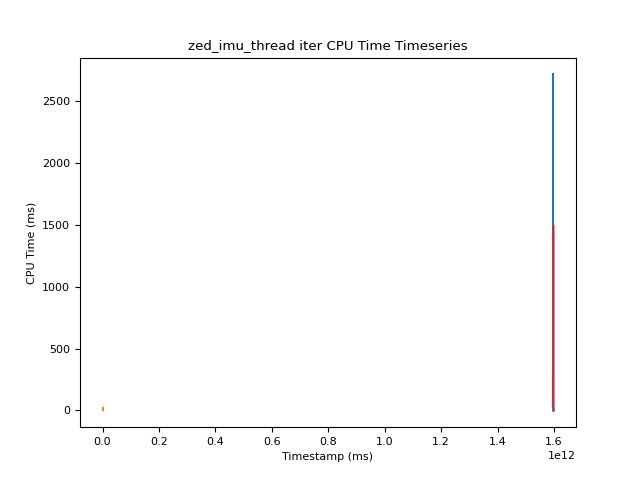 zed_imu_thread iter CPU Time Timeseries
CPU Time (ms)
2500
2000
1500
1000
500
0
0.0 0.2 0.4 0.6 0.8 1.0 1.2 1.4 1.6
1e12
Timestamp (ms)